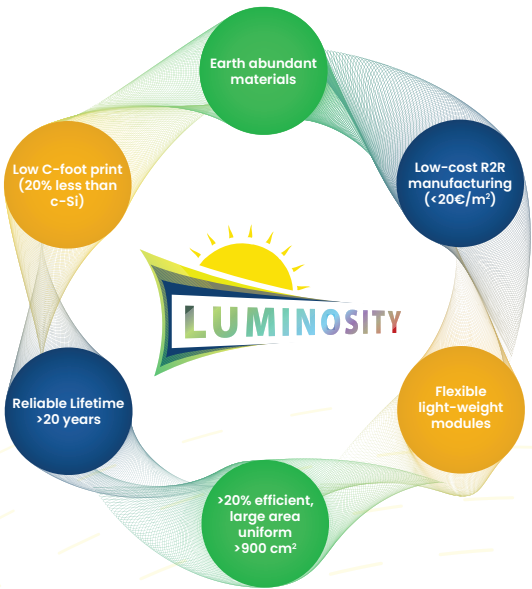 Earth abundant
materials
Low-cost R2R
manufacturing
(<20€/m²)
Flexible
light-weight
modules
>20% efficient,
large area
uniform
>900 cm²
Reliable Lifetime
>20 years
Low C-foot print
(20% less than
c-Si)
LUMINOSITY